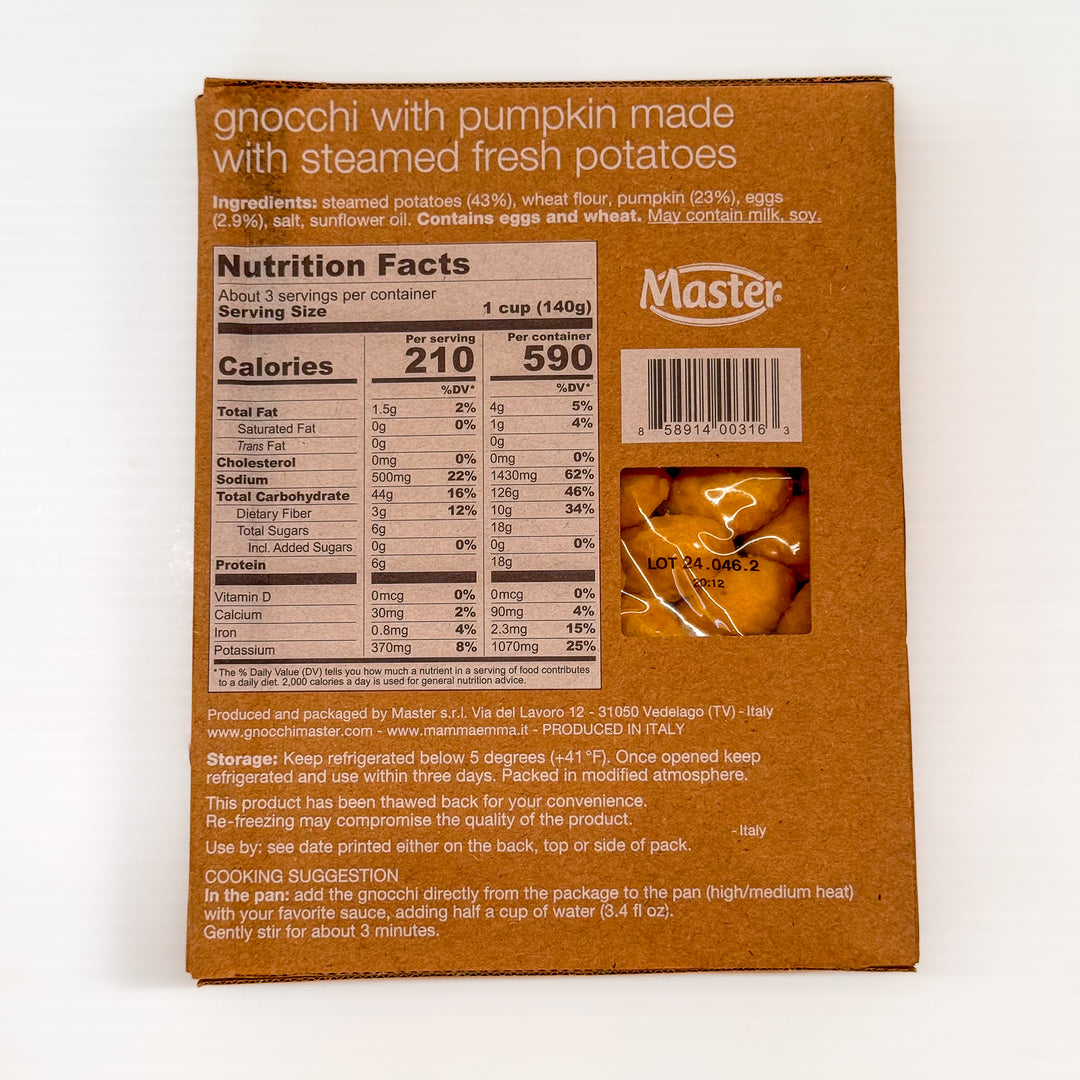 gnocchi with pumpkin made
with steamed fresh potatoes
Ingredients: steamed potatoes (43%), wheat flour, pumpkin (23%), eggs
(2.9%), salt, sunflower oil. Contains eggs and wheat. May contain milk, soy.
Nutrition Facts
About 3 servings per container
Serving Size 1 cup (140g)
Per serving Per container
Calories 210 590
%DV* %DV*
Total Fat 1.5g 2% 4g 5%
Saturated Fat 0g 0% 1g 4%
Trans Fat 0g 0g
Cholesterol 0mg 0% 0mg 0%
Sodium 500mg 22% 1430mg 62%
Total Carbohydrate 44g 16% 126g 46%
Dietary Fiber 3g 12% 10g 34%
Total Sugars 6g 18g
Incl. Added Sugars 0g 0% 0g 0%
Protein 6g 18g
Vitamin D 0mcg 0% 0mcg 0%
Calcium 30mg 2% 90mg 4%
Iron 0.8mg 4% 2.3mg 15%
Potassium 370mg 8% 1070mg 25%
*The % Daily Value (DV) tells you how much a nutrient in a serving of food contributes
to a daily diet. 2,000 calories a day is used for general nutrition advice.
Master®
8 58914 00316 3
LOT 24.046.2
20:12
Produced and packaged by Master s.r.l. Via del Lavoro 12 - 31050 Vedelago (TV) - Italy
www.gnocchimaster.com - www.mammaemma.it - PRODUCED IN ITALY
Storage: Keep refrigerated below 5 degrees (+41°F). Once opened keep
refrigerated and use within three days. Packed in modified atmosphere.
This product has been thawed back for your convenience.
Re-freezing may compromise the quality of the product.
- Italy
Use by: see date printed either on the back, top or side of pack.
COOKING SUGGESTION
In the pan: add the gnocchi directly from the package to the pan (high/medium heat)
with your favorite sauce, adding half a cup of water (3.4 fl oz).
Gently stir for about 3 minutes.